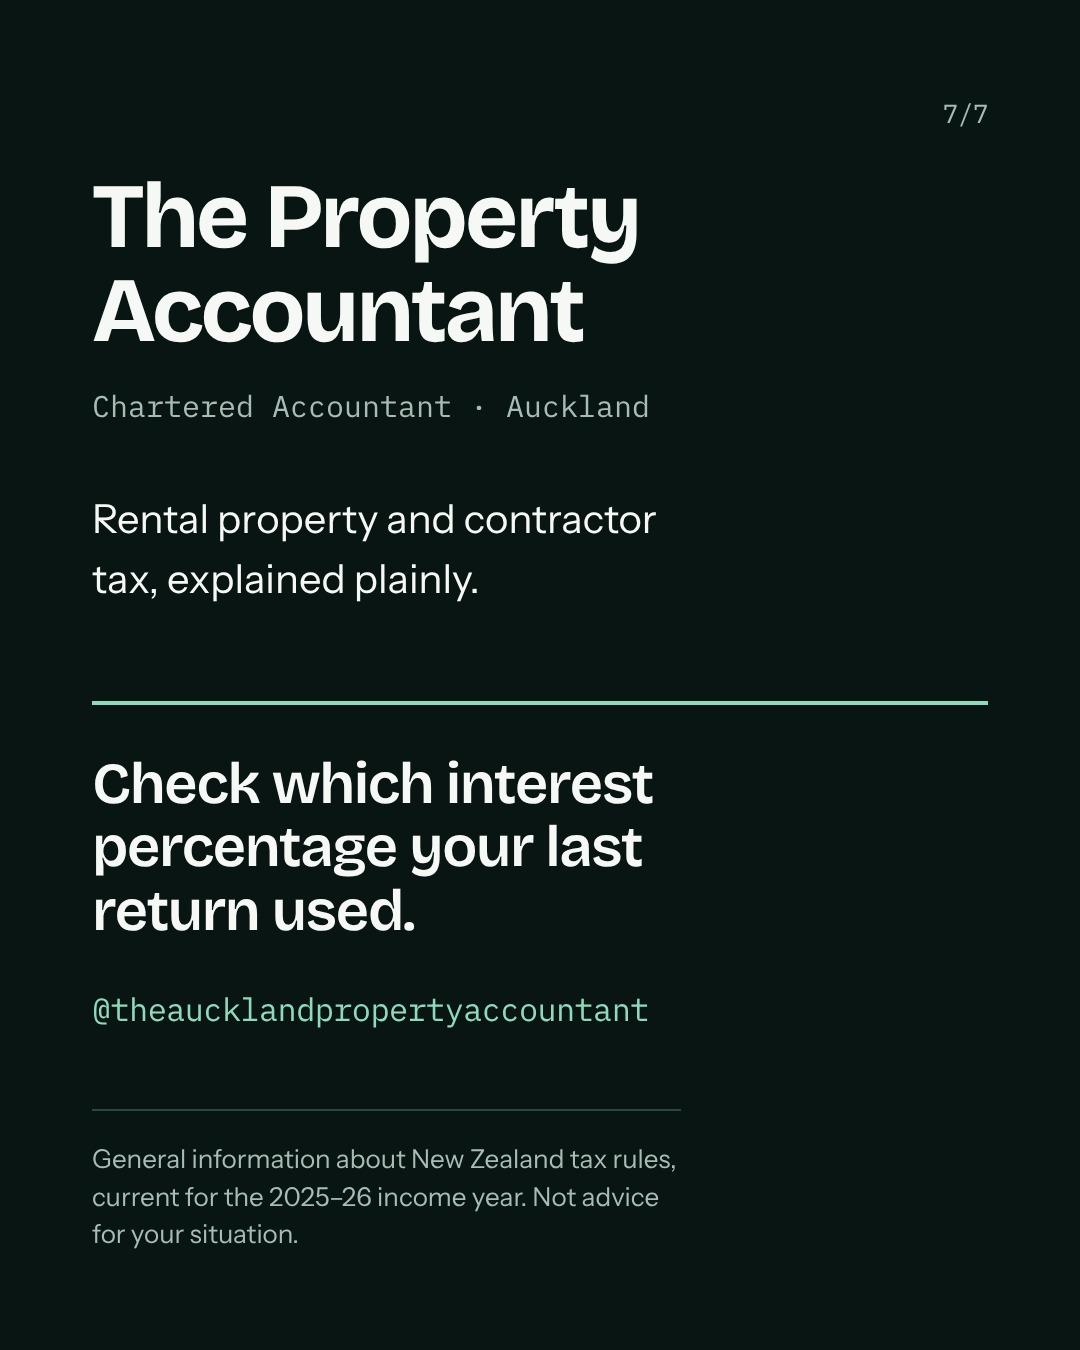 7/7
The Property
Accountant
Chartered Accountant · Auckland
Rental property and contractor
tax, explained plainly.
Check which interest
percentage your last
return used.
@theaucklandpropertyaccountant
General information about New Zealand tax rules,
current for the 2025–26 income year. Not advice
for your situation.